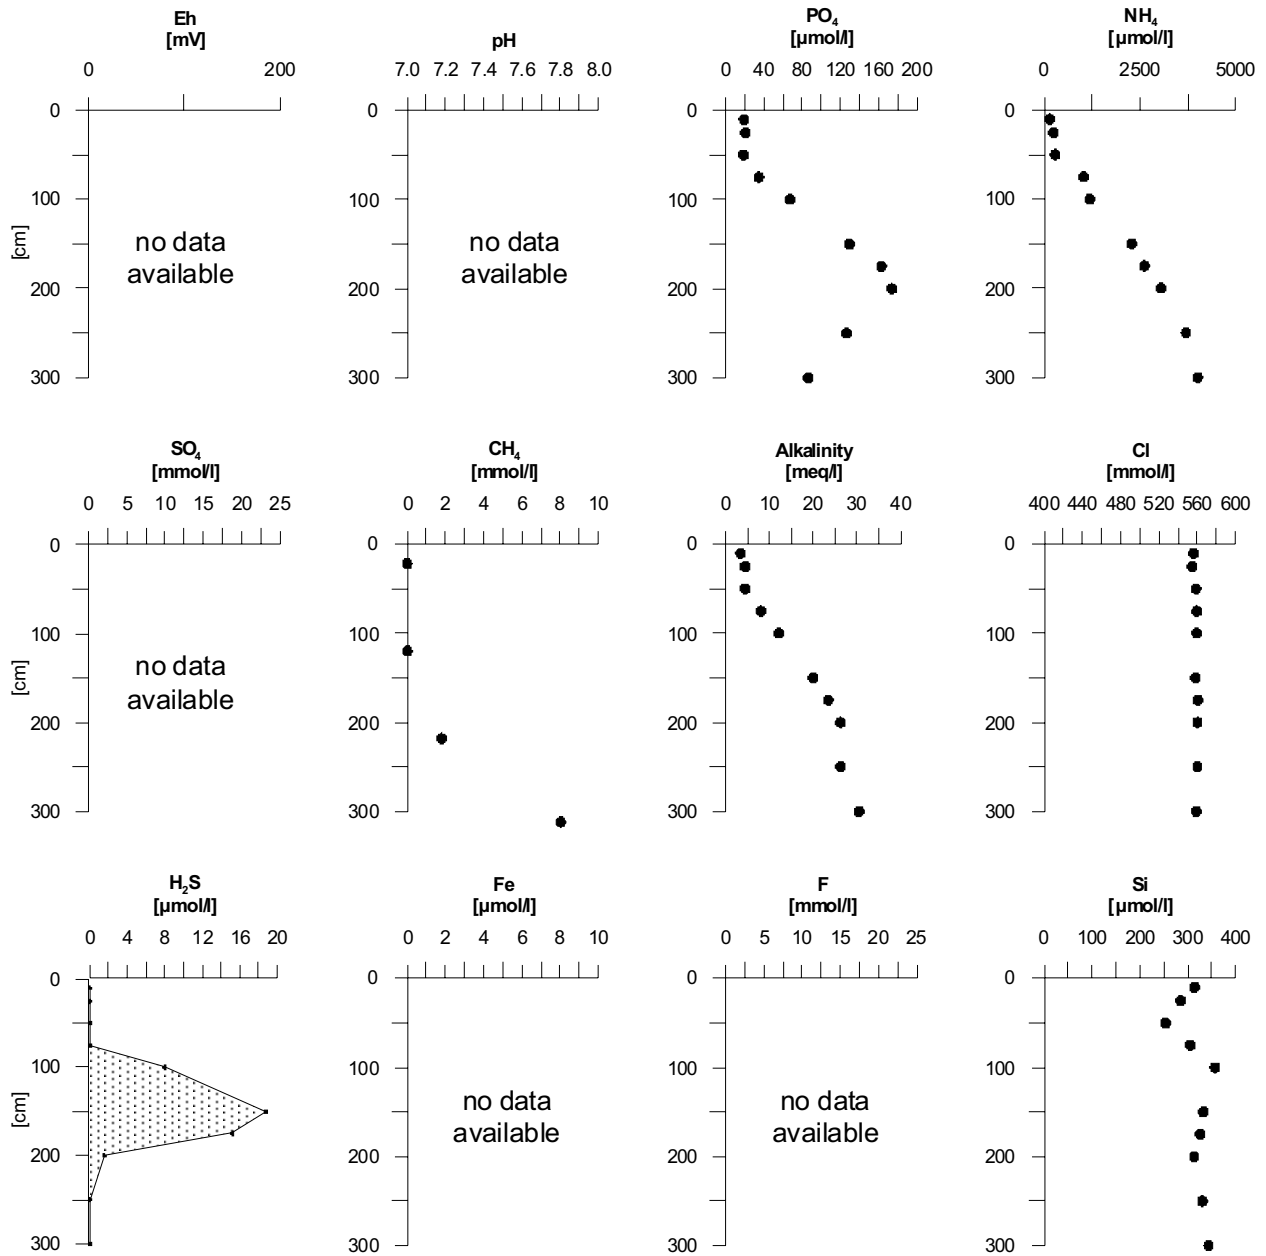 Eh
[mV]
0 200
0
100
200
300
[cm]
no data
available
pH
7.0 7.2 7.4 7.6 7.8 8.0
0
100
200
300
no data
available
PO4
[µmol/l]
0 40 80 120 160 200
0
100
200
300
NH4
[µmol/l]
0 2500 5000
0
100
200
300
SO4
[mmol/l]
0 5 10 15 20 25
0
100
200
300
[cm]
no data
available
CH4
[mmol/l]
0 2 4 6 8 10
0
100
200
300
Alkalinity
[meq/l]
0 10 20 30 40
0
100
200
300
Cl
[mmol/l]
400 440 480 520 560 600
0
100
200
300
H2S
[µmol/l]
0 4 8 12 16 20
0
100
200
300
[cm]
Fe
[µmol/l]
0 2 4 6 8 10
0
100
200
300
no data
available
F
[mmol/l]
0 5 10 15 20 25
0
100
200
300
no data
available
Si
[µmol/l]
0 100 200 300 400
0
100
200
300